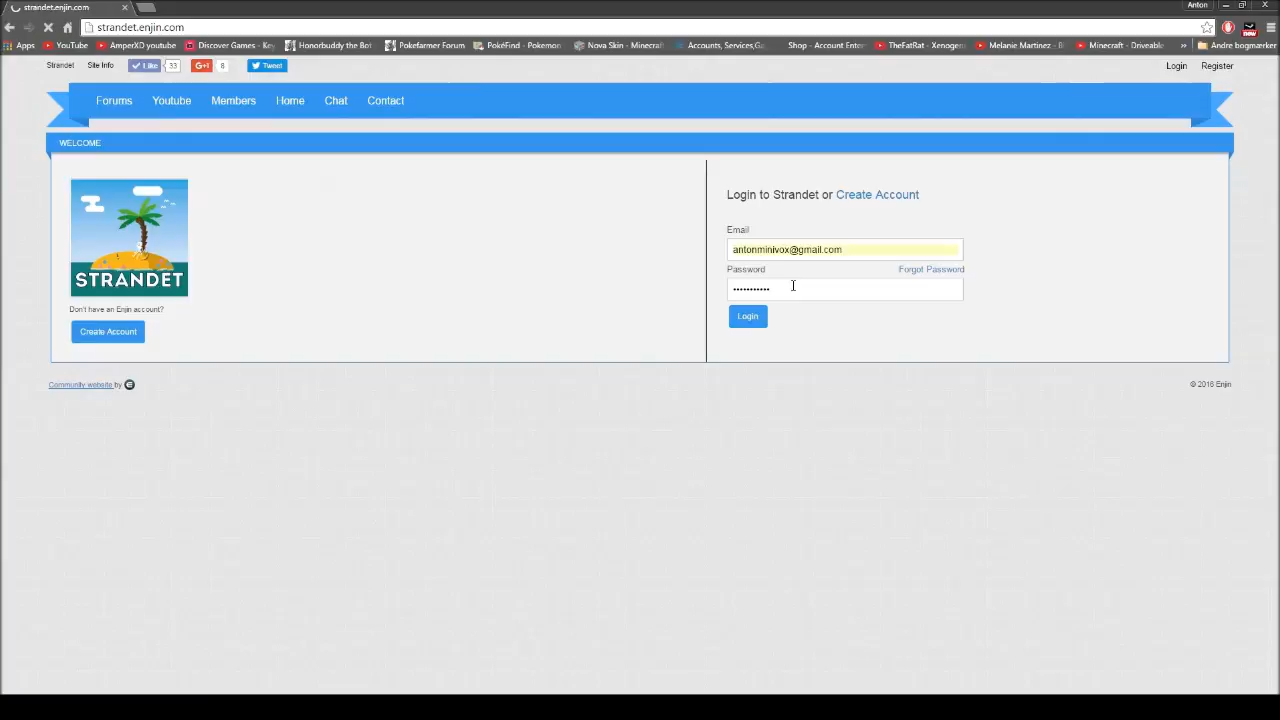 strandet.enjin.com
Anton
strandet.enjin.com
Apps YouTube AmperXD youtube Discover Games - Key Honorbuddy the Bot Pokefarmer Forum PokéFind - Pokemon Nova Skin - Minecraft Accounts, Services,Ga Shop - Account Enter TheFatRat - Xenogen Melanie Martinez - B Minecraft - Driveable » Andre bogmærker
Strandet Site Info Like 33 G+1 8 Tweet Login Register
Forums Youtube Members Home Chat Contact
WELCOME
Login to Strandet or Create Account
Email
antonminivox@gmail.com
Password Forgot Password
Login
STRANDET
Don't have an Enjin account?
Create Account
Community website by
© 2016 Enjin